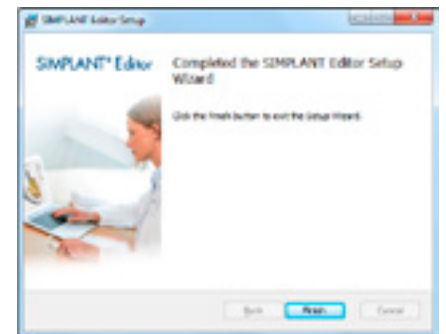 SIMPLANT Editor Setup
SIMPLANT® Editor
Completed the SIMPLANT Editor Setup
Wizard
Click the Finish button to exit the Setup Wizard.
Back
Finish
Cancel